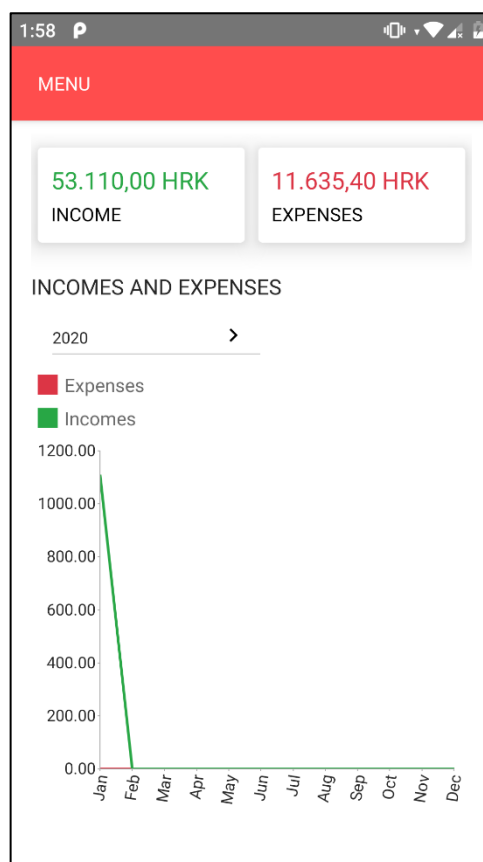 1:58
MENU
53.110,00 HRK
INCOME
11.635,40 HRK
EXPENSES
INCOMES AND EXPENSES
2020
Expenses
Incomes
1200.00
1000.00
800.00
600.00
400.00
200.00
0.00
Jan Feb Mar Apr May Jun Jul Aug Sep Oct Nov Dec